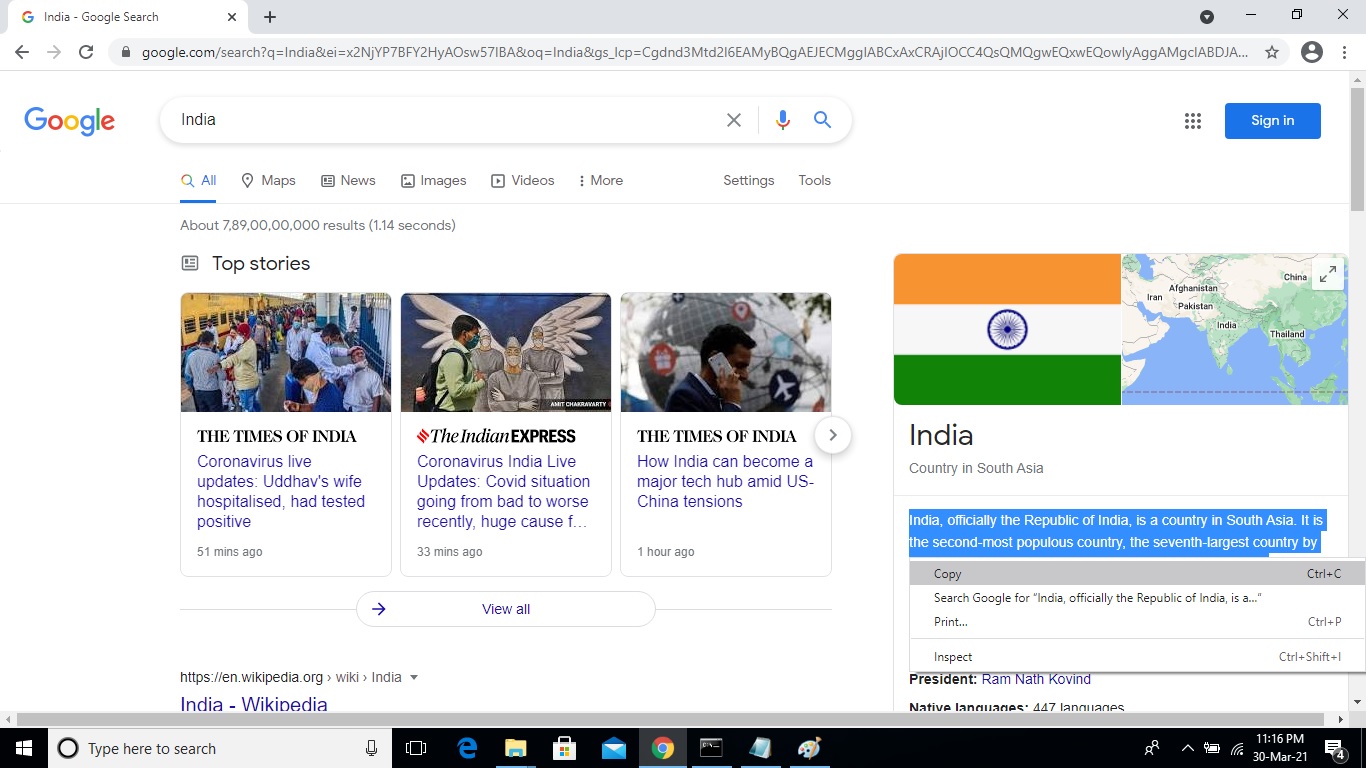 India - Google Search
google.com/search?q=India&ei=x2NjYP7BFY2HyAOsw57IBA&oq=India&gs_lcp=Cgdnd3Mtd2l6EAMyBQgAEJECMggIABCxAxCRAjIOCC4QsQMQgwEQxwEQowIyAggAMgcIABDJA...
Google
India
Sign in
All
Maps
News
Images
Videos
More
Settings
Tools
About 7,89,00,00,000 results (1.14 seconds)
Top stories
AMIT CHAKRAVARTY
THE TIMES OF INDIA
Coronavirus live
updates: Uddhav's wife
hospitalised, had tested
positive
51 mins ago
The Indian EXPRESS
Coronavirus India Live
Updates: Covid situation
going from bad to worse
recently, huge cause f...
33 mins ago
THE TIMES OF INDIA
How India can become a
major tech hub amid US-
China tensions
1 hour ago
View all
https://en.wikipedia.org › wiki › India
India - Wikipedia
China
Afghanistan
Iran
Pakistan
India
Thailand
India
Country in South Asia
India, officially the Republic of India, is a country in South Asia. It is
the second-most populous country, the seventh-largest country by
Copy Ctrl+C
Search Google for “India, officially the Republic of India, is a...”
Print... Ctrl+P
Inspect Ctrl+Shift+I
President: Ram Nath Kovind
Native languages: 447 languages
Type here to search
11:16 PM
30-Mar-21
4